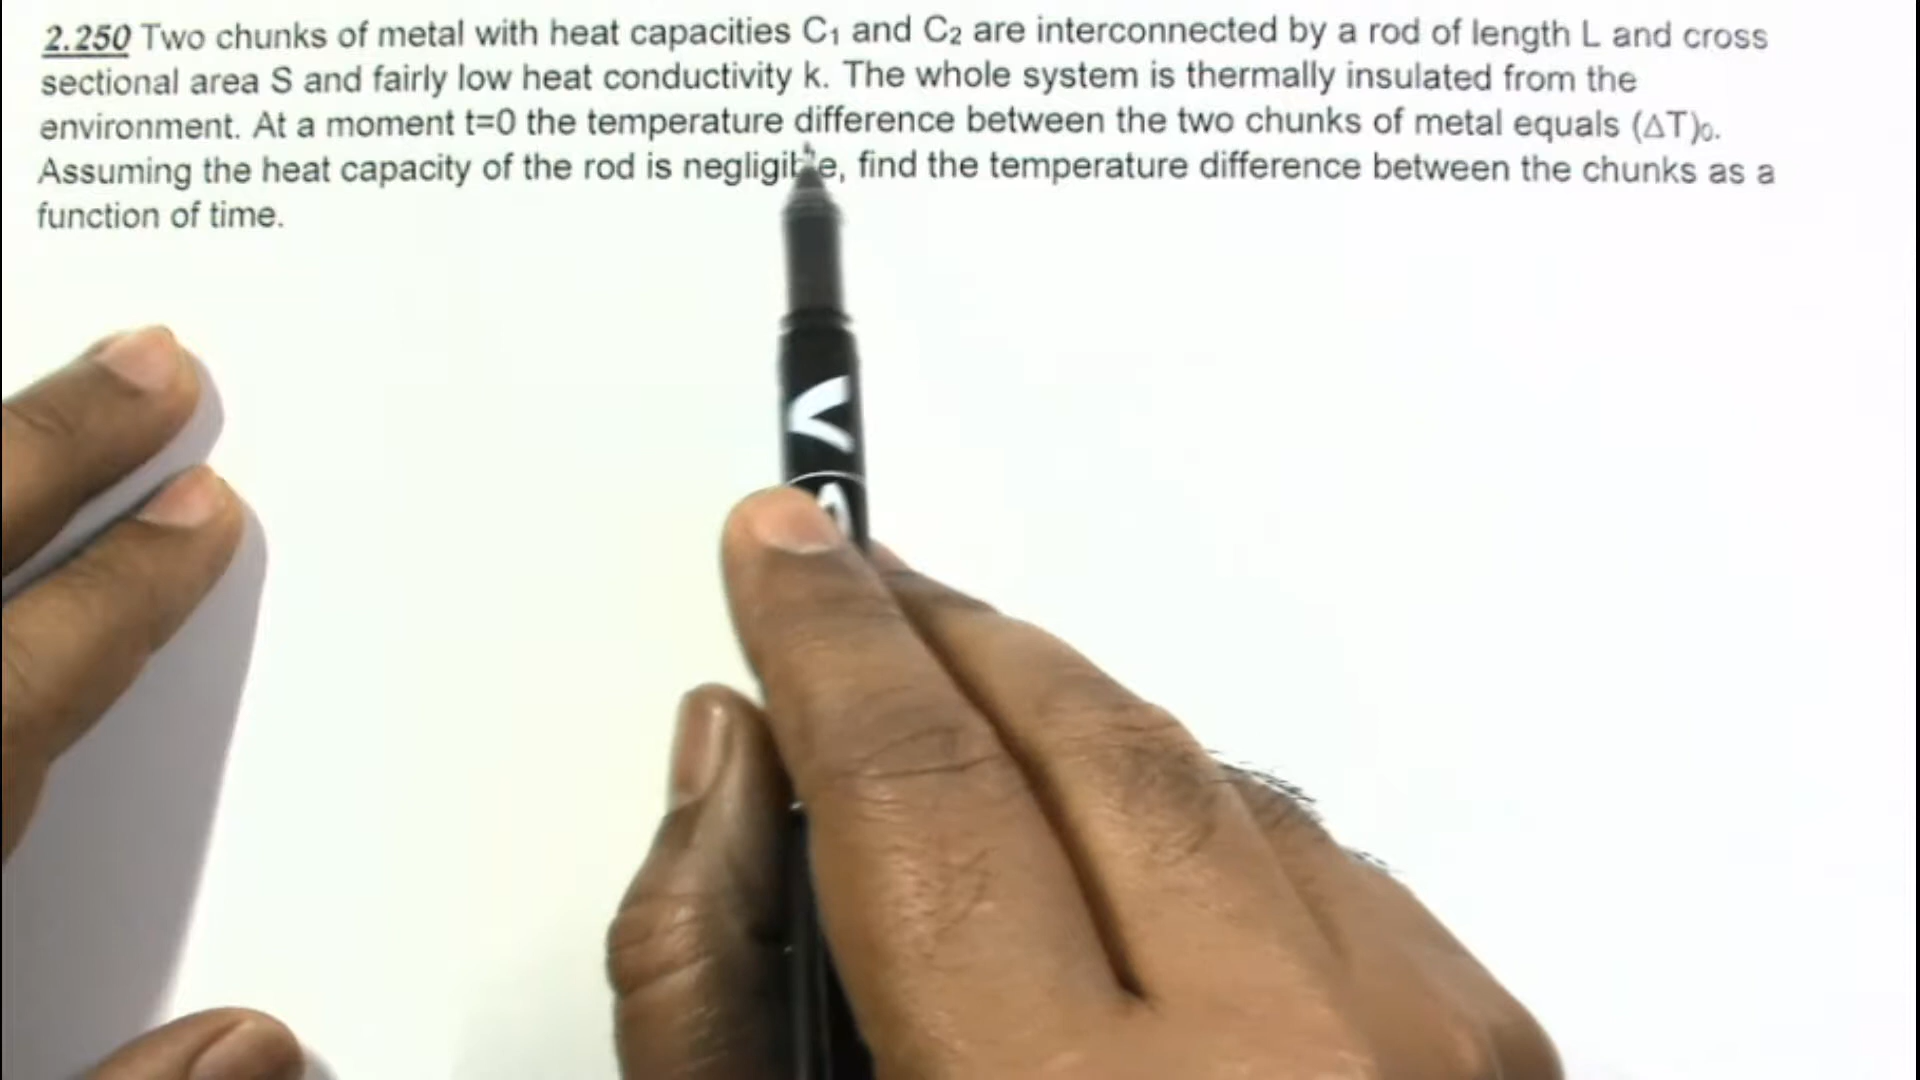 2.250 Two chunks of metal with heat capacities C₁ and C₂ are interconnected by a rod of length L and cross
sectional area S and fairly low heat conductivity k. The whole system is thermally insulated from the
environment. At a moment t=0 the temperature difference between the two chunks of metal equals (ΔT)₀.
Assuming the heat capacity of the rod is negligible, find the temperature difference between the chunks as a
function of time.
V